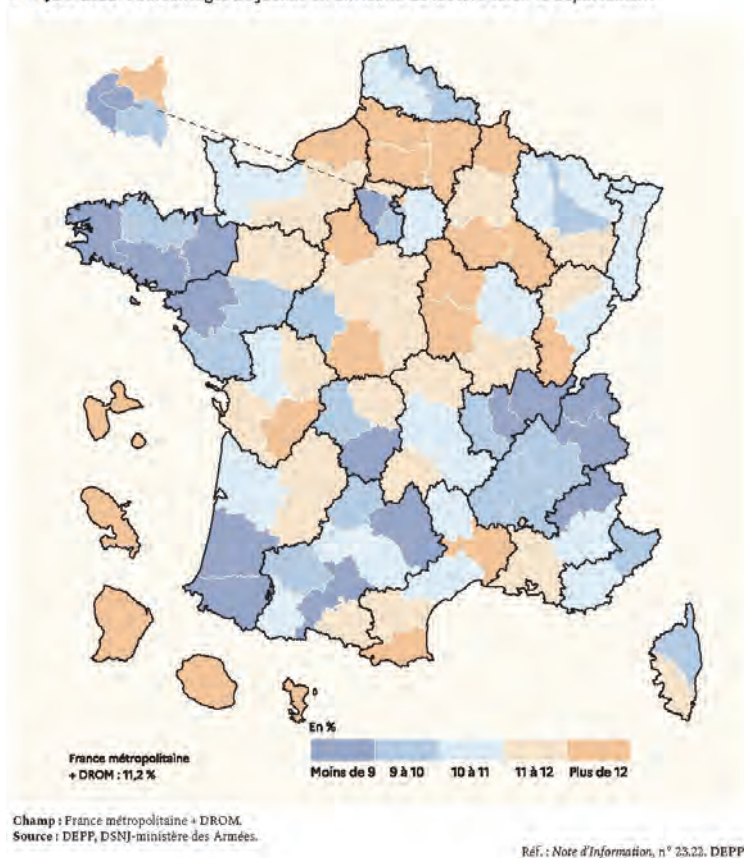 En %
Moins de 9 9 à 10 10 à 11 11 à 12 Plus de 12
France métropolitaine
+ DROM : 11,2 %
Champ : France métropolitaine + DROM.
Source : DEPP, DSNJ-ministère des Armées.
Réf. : Note d'Information, n° 23.22. DEPP